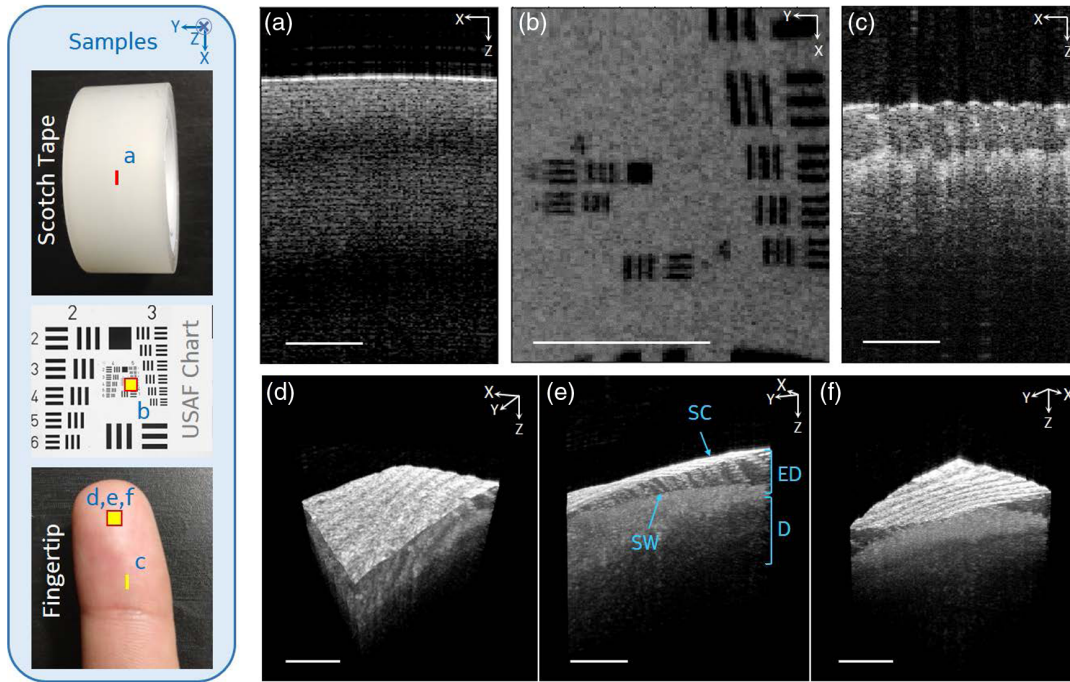 Samples
Y
Z
X
Scotch Tape
a
2 3
2
3
4
5
6
USAF Chart
b
Fingertip
d,e,f
c
(a)
X
Z
(b)
Y
X
4
4
(c)
X
Z
(d)
X
Y
Z
(e)
X
Y
Z
SC
ED
SW
D
(f)
Y X
Z